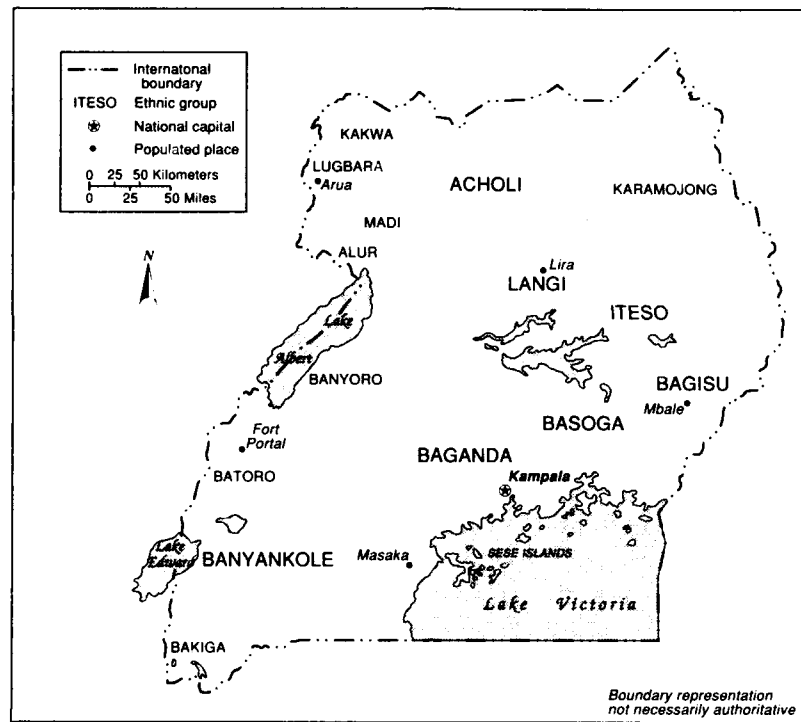 Internatonal
boundary
ITESO Ethnic group
National capital
Populated place
0 25 50 Kilometers
0 25 50 Miles
N
KAKWA
LUGBARA
Arua
ACHOLI
KARAMOJONG
MADI
ALUR
Lira
LANGI
ITESO
Lake
Albert
BANYORO
BAGISU
Mbale
BASOGA
Fort
Portal
BAGANDA
Kampala
BATORO
Lake
Edward
BANYANKOLE
Masaka
SESE ISLANDS
Lake Victoria
BAKIGA
Boundary representation
not necessarily authoritative